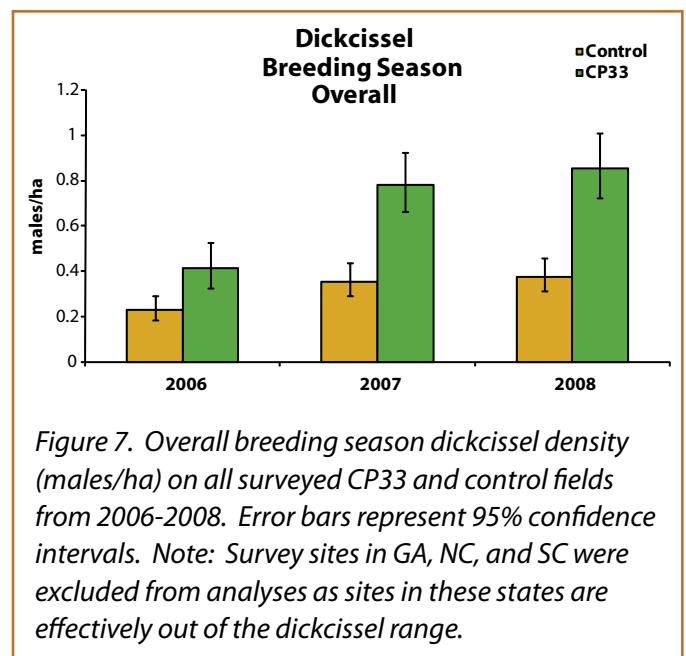 Dickcissel
Breeding Season
Overall
Control
CP33
1.2
1
0.8
0.6
0.4
0.2
0
males/ha
2006 2007 2008
Figure 7. Overall breeding season dickcissel density
(males/ha) on all surveyed CP33 and control fields
from 2006-2008. Error bars represent 95% confidence
intervals. Note: Survey sites in GA, NC, and SC were
excluded from analyses as sites in these states are
effectively out of the dickcissel range.